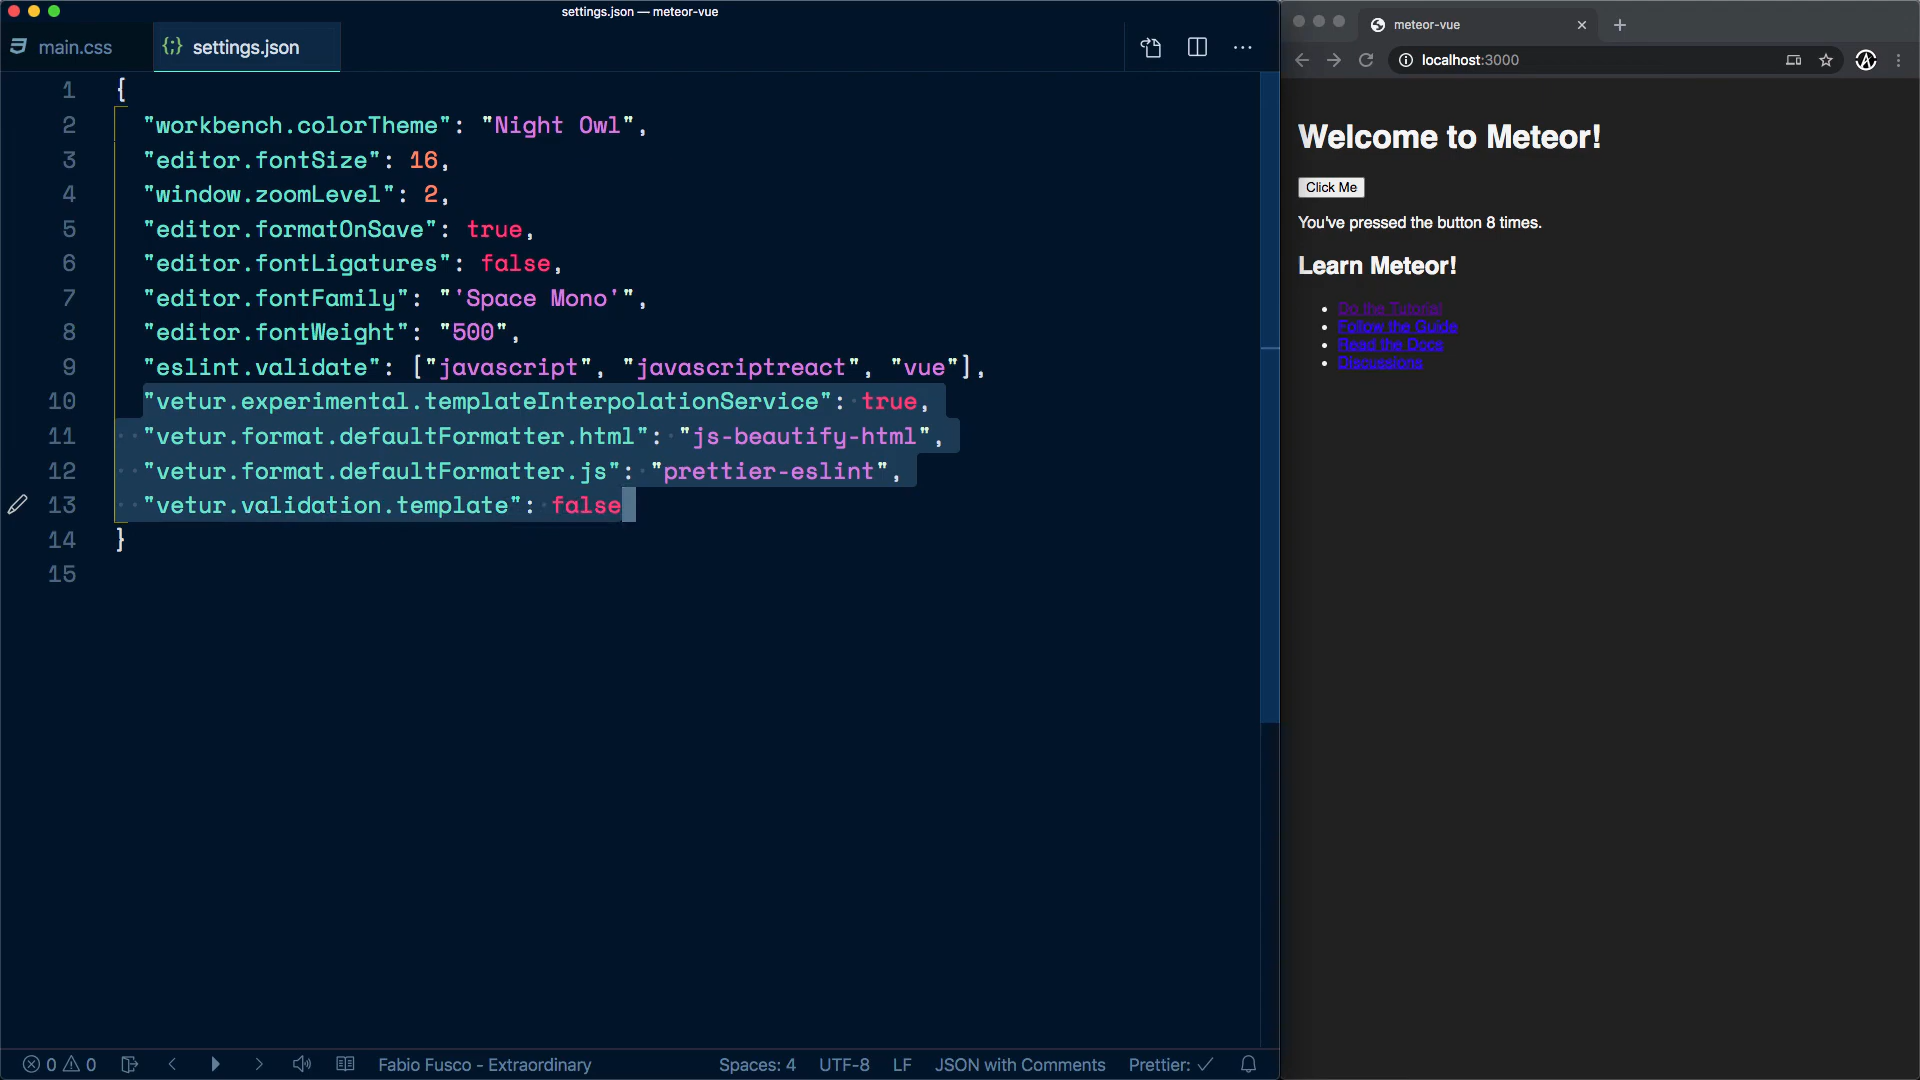 settings.json — meteor-vue
main.css
settings.json
1 {
2 "workbench.colorTheme": "Night Owl",
3 "editor.fontSize": 16,
4 "window.zoomLevel": 2,
5 "editor.formatOnSave": true,
6 "editor.fontLigatures": false,
7 "editor.fontFamily": "'Space Mono'",
8 "editor.fontWeight": "500",
9 "eslint.validate": ["javascript", "javascriptreact", "vue"],
10 "vetur.experimental.templateInterpolationService": true,
11 "vetur.format.defaultFormatter.html": "js-beautify-html",
12 "vetur.format.defaultFormatter.js": "prettier-eslint",
13 "vetur.validation.template": false
14 }
15
0 0 Fabio Fusco - Extraordinary Spaces: 4 UTF-8 LF JSON with Comments Prettier: ✓
meteor-vue
localhost:3000
Welcome to Meteor!
Click Me
You've pressed the button 8 times.
Learn Meteor!
• Do the Tutorial
• Follow the Guide
• Read the Docs
• Discussions